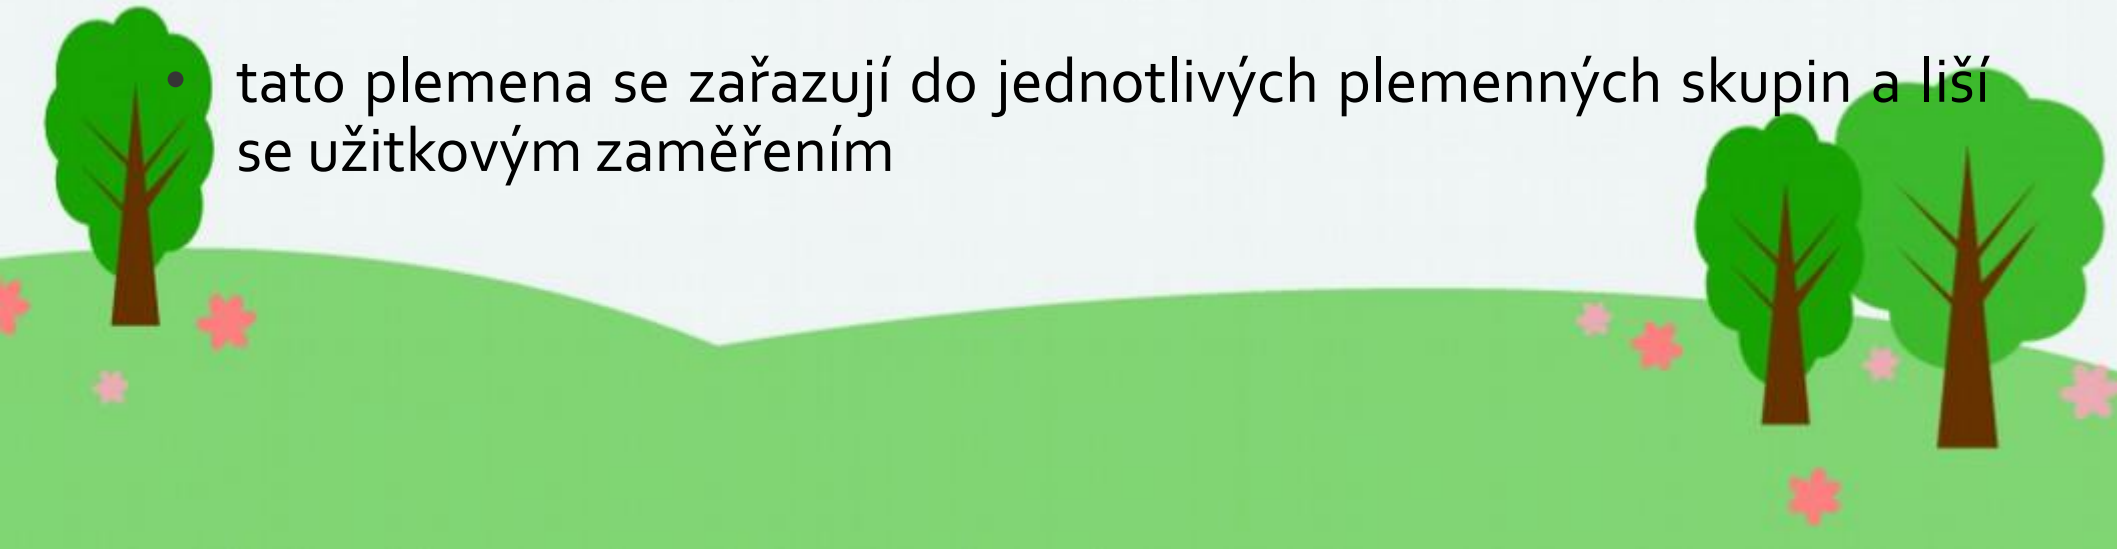 • tato plemena se zařazují do jednotlivých plemenných skupin a liší
se užitkovým zaměřením